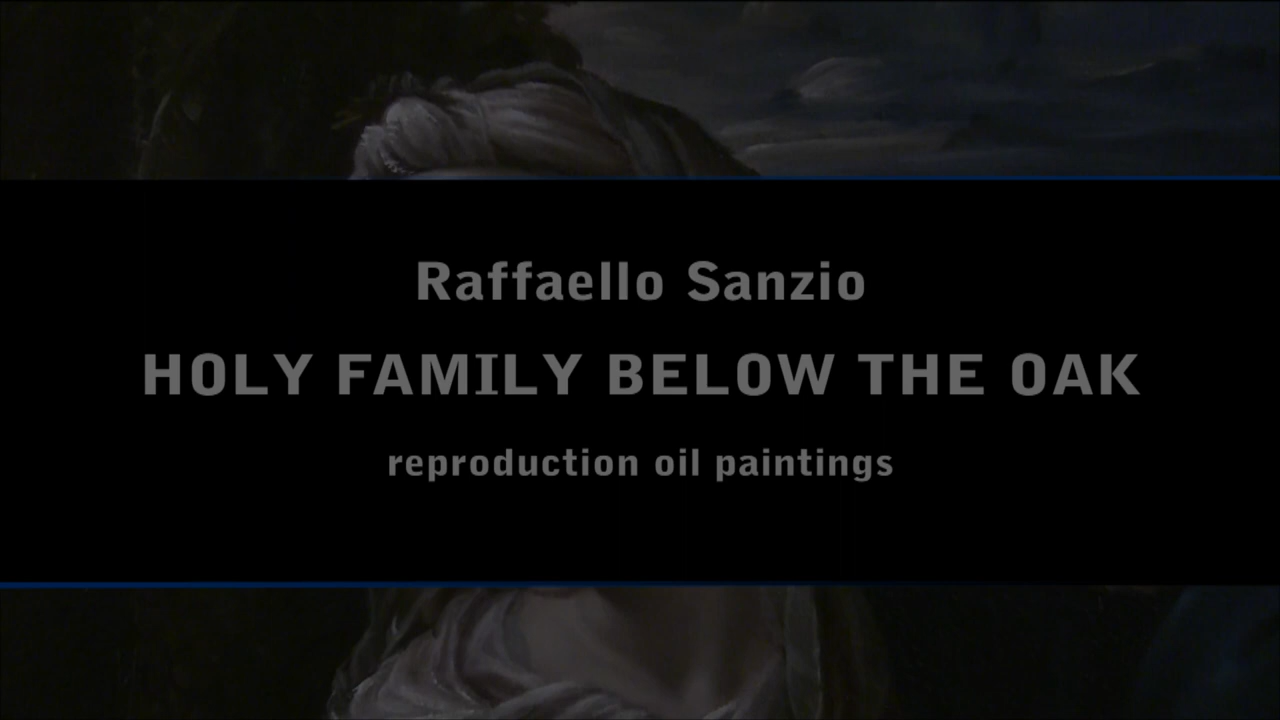 Raffaello Sanzio
HOLY FAMILY BELOW THE OAK
reproduction oil paintings